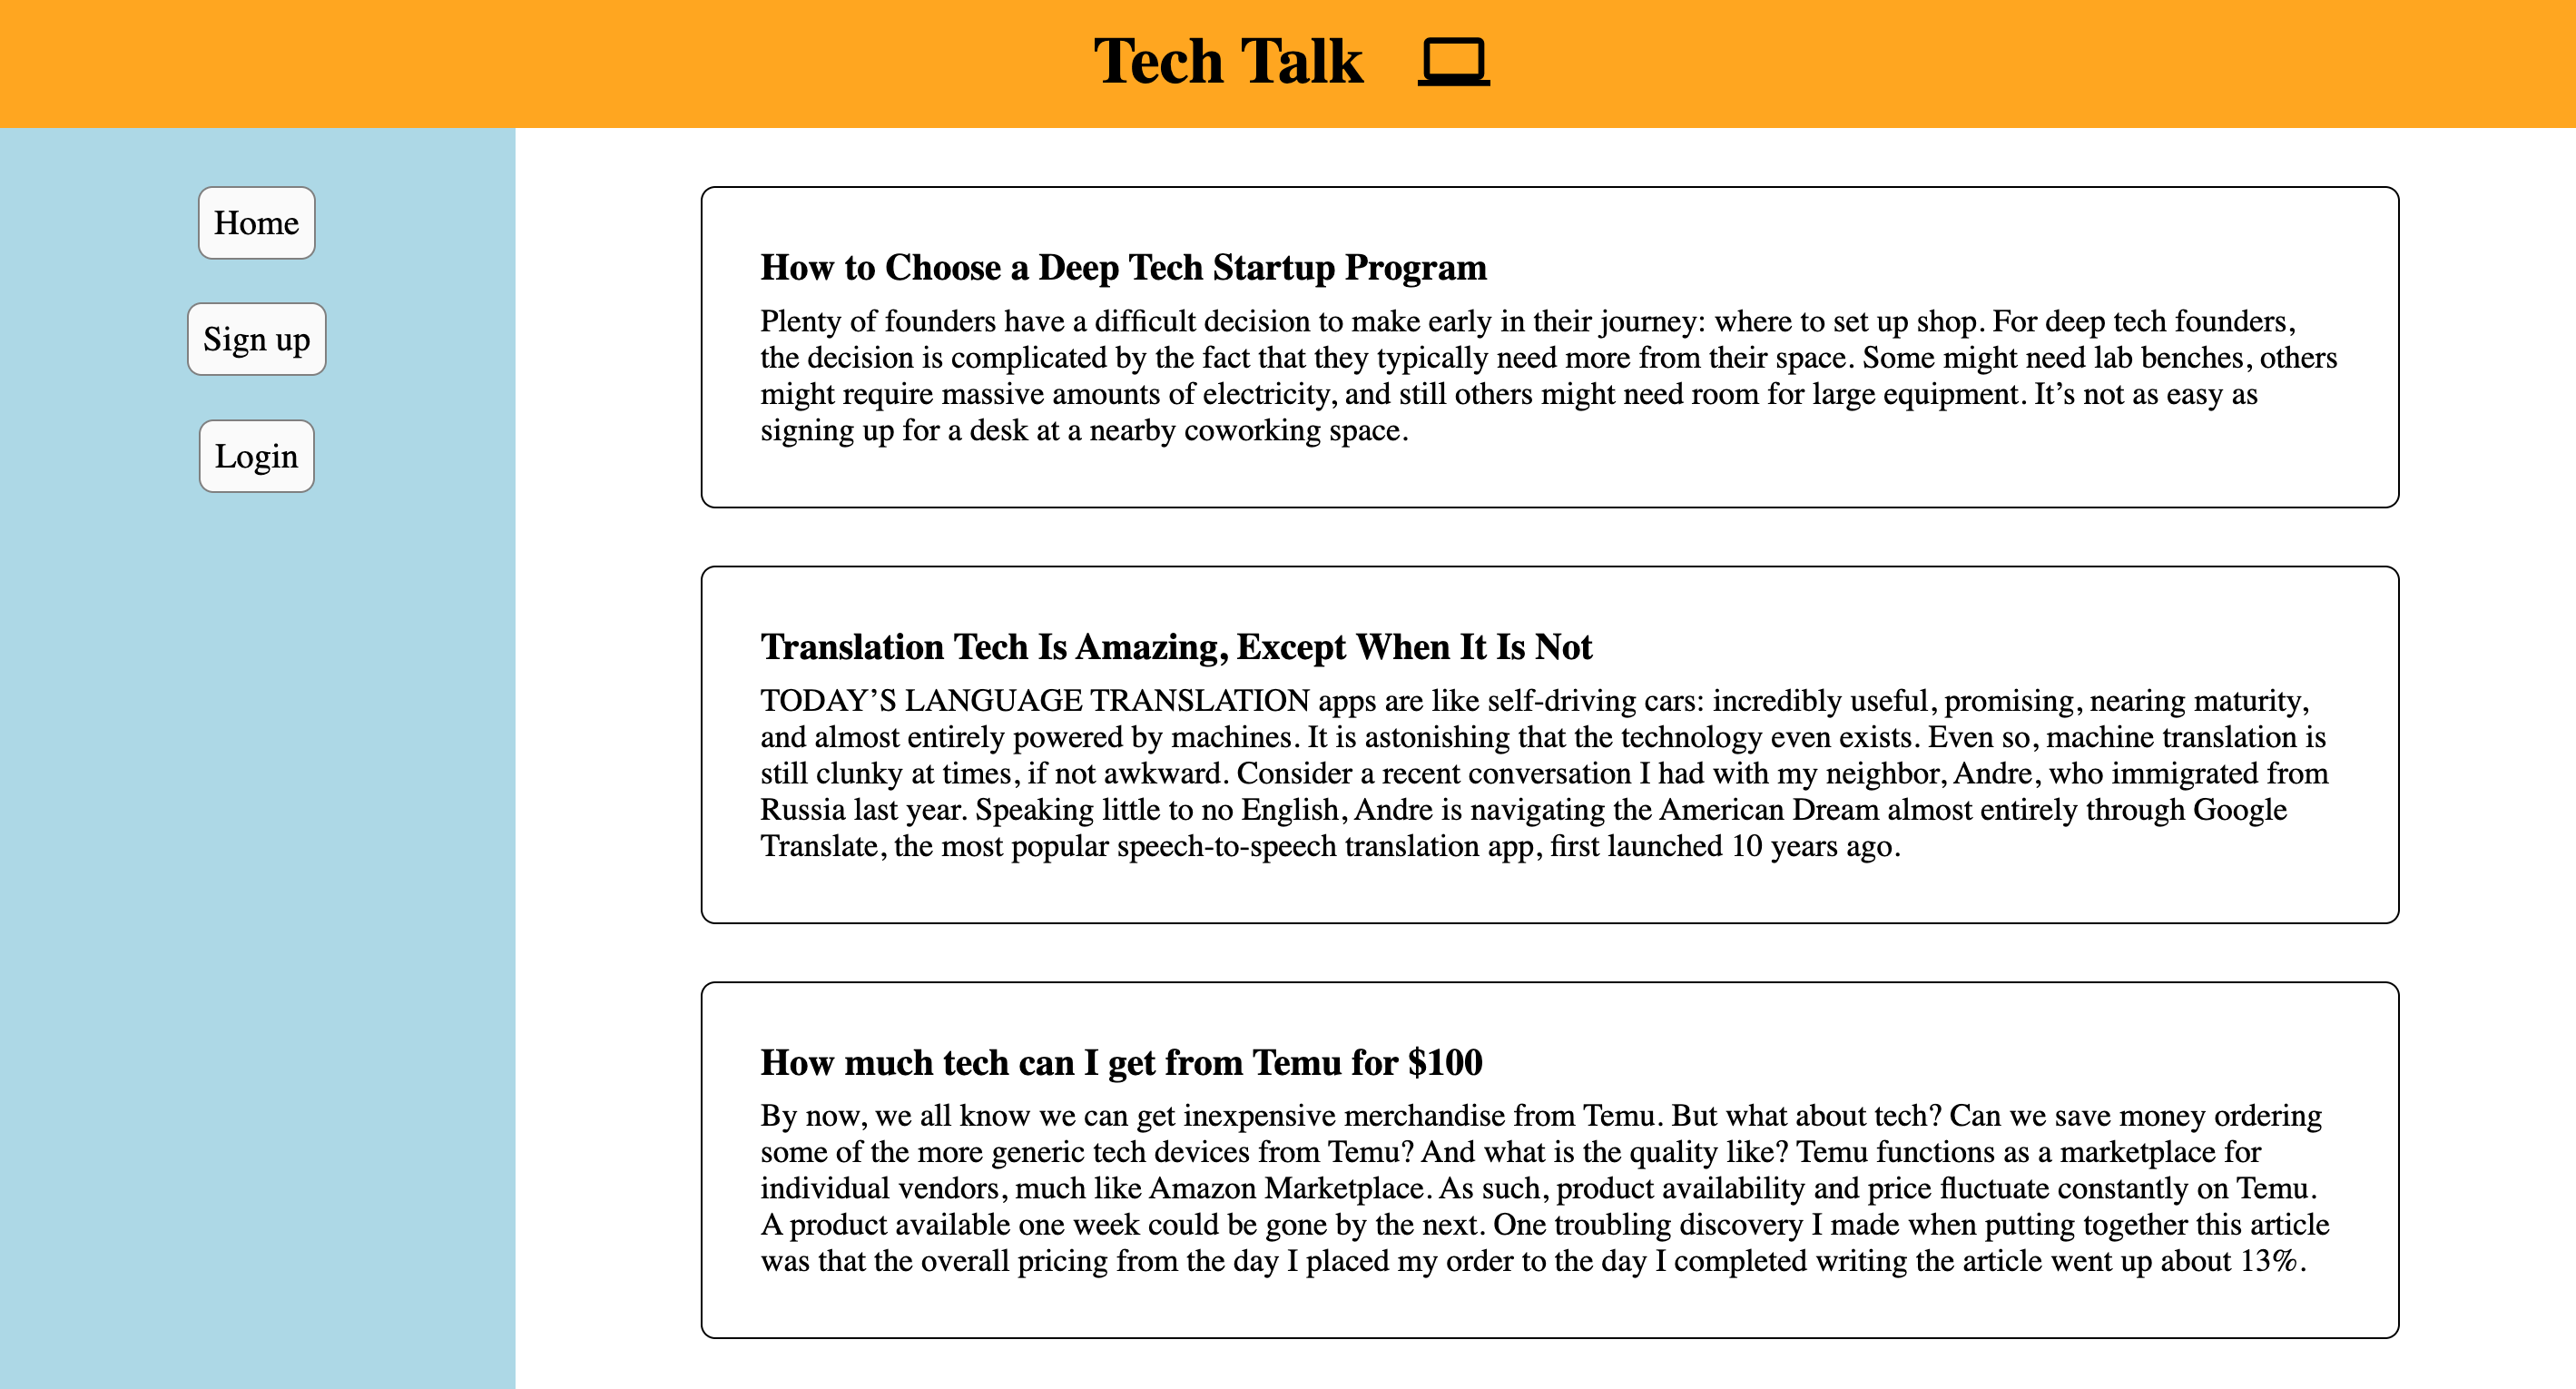 Tech Talk
Home
Sign up
Login
How to Choose a Deep Tech Startup Program
Plenty of founders have a difficult decision to make early in their journey: where to set up shop. For deep tech founders,
the decision is complicated by the fact that they typically need more from their space. Some might need lab benches, others
might require massive amounts of electricity, and still others might need room for large equipment. It’s not as easy as
signing up for a desk at a nearby coworking space.
Translation Tech Is Amazing, Except When It Is Not
TODAY’S LANGUAGE TRANSLATION apps are like self-driving cars: incredibly useful, promising, nearing maturity,
and almost entirely powered by machines. It is astonishing that the technology even exists. Even so, machine translation is
still clunky at times, if not awkward. Consider a recent conversation I had with my neighbor, Andre, who immigrated from
Russia last year. Speaking little to no English, Andre is navigating the American Dream almost entirely through Google
Translate, the most popular speech-to-speech translation app, first launched 10 years ago.
How much tech can I get from Temu for $100
By now, we all know we can get inexpensive merchandise from Temu. But what about tech? Can we save money ordering
some of the more generic tech devices from Temu? And what is the quality like? Temu functions as a marketplace for
individual vendors, much like Amazon Marketplace. As such, product availability and price fluctuate constantly on Temu.
A product available one week could be gone by the next. One troubling discovery I made when putting together this article
was that the overall pricing from the day I placed my order to the day I completed writing the article went up about 13%.